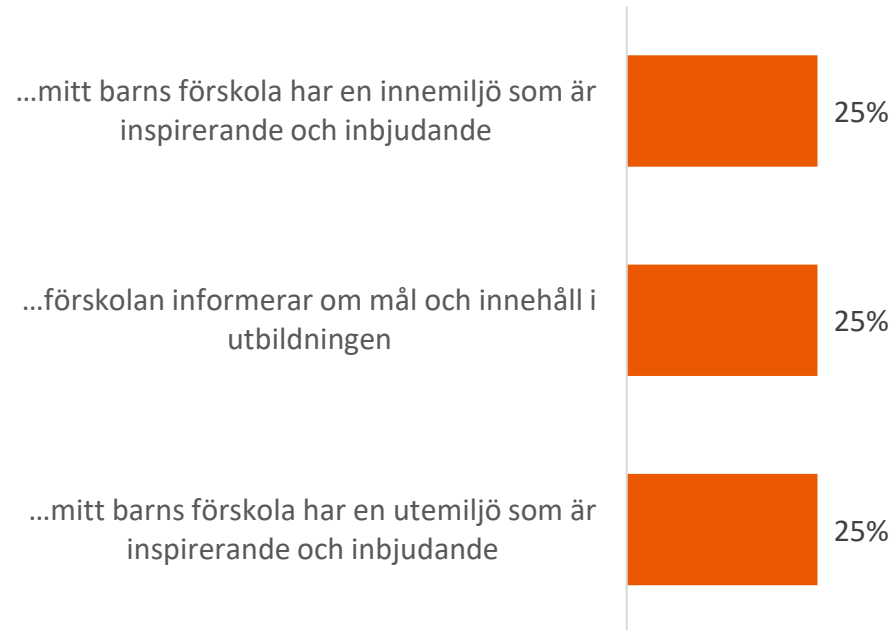 ...mitt barns förskola har en innemiljö som är
inspirerande och inbjudande
25%
...förskolan informerar om mål och innehåll i
utbildningen
25%
...mitt barns förskola har en utemiljö som är
inspirerande och inbjudande
25%